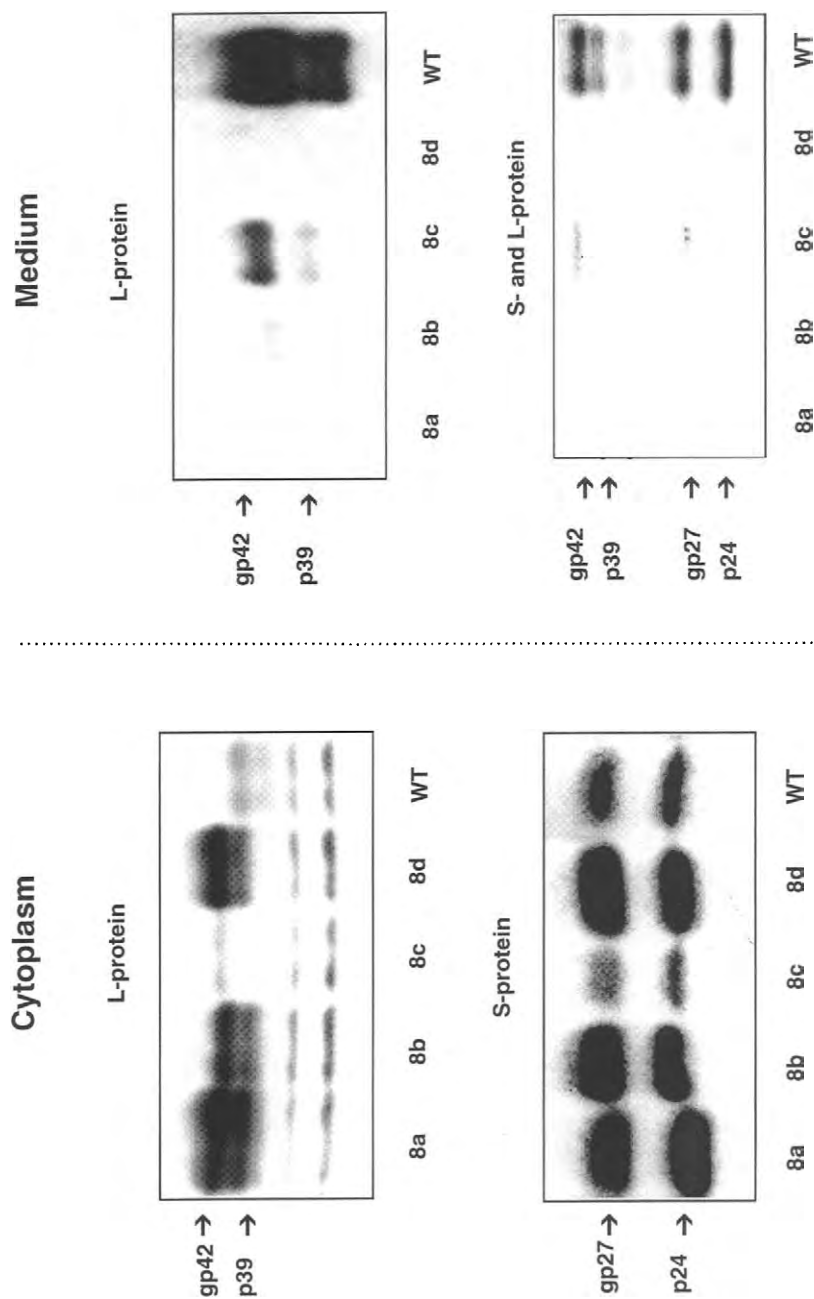 Cytoplasm
L-protein
gp42 →
p39 →
8a 8b 8c 8d WT
S-protein
gp27 →
p24 →
8a 8b 8c 8d WT
Medium
L-protein
gp42 →
p39 →
8a 8b 8c 8d WT
S- and L-protein
gp42 →
p39 →
gp27 →
p24 →
8a 8b 8c 8d WT